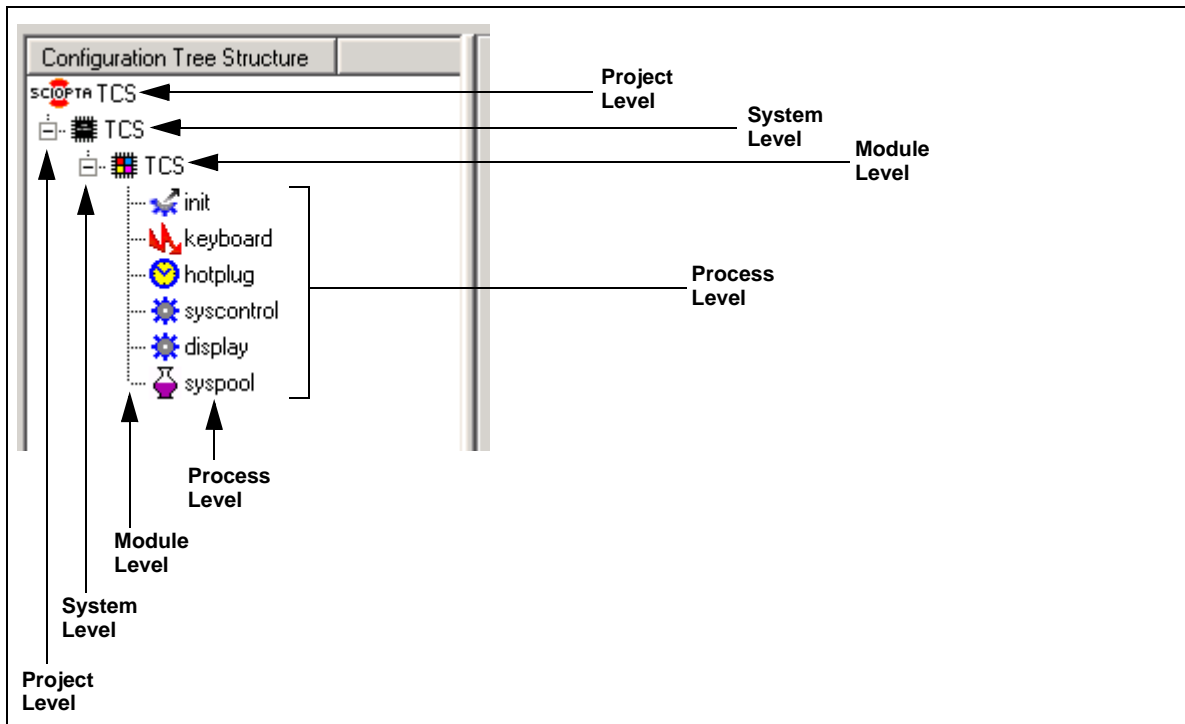 Configuration Tree Structure
SCIOPTA TCS
TCS
TCS
init
keyboard
hotplug
syscontrol
display
syspool
Project
Level
System
Level
Module
Level
Process
Level
Process
Level
Module
Level
System
Level
Project
Level